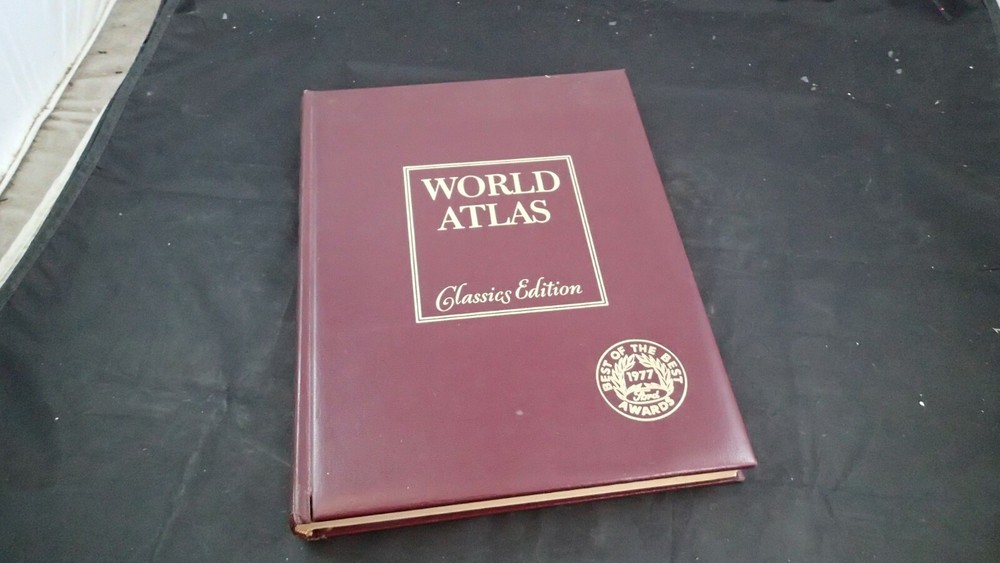 WORLD
ATLAS
Classics Edition
BEST OF THE BEST
1977
Ford
AWARDS